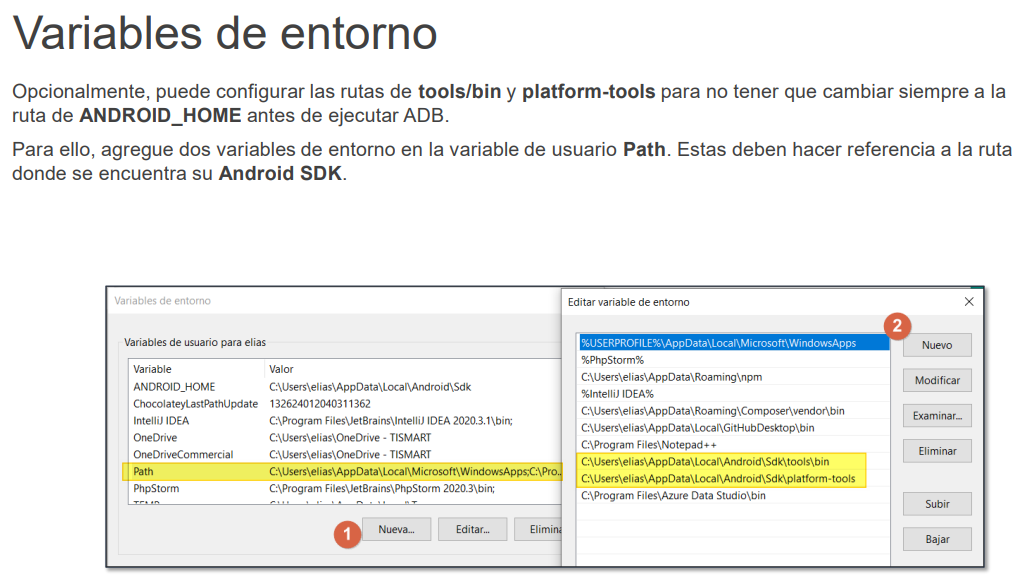 Variables de entorno
Opcionalmente, puede configurar las rutas de tools/bin y platform-tools para no tener que cambiar siempre a la
ruta de ANDROID_HOME antes de ejecutar ADB.
Para ello, agregue dos variables de entorno en la variable de usuario Path. Estas deben hacer referencia a la ruta
donde se encuentra su Android SDK.
Variables de entorno
Variables de usuario para elias
Variable Valor
ANDROID_HOME C:\Users\elias\AppData\Local\Android\Sdk
ChocolateyLastPathUpdate 132624012040311362
IntelliJ IDEA C:\Program Files\JetBrains\IntelliJ IDEA 2020.3.1\bin;
OneDrive C:\Users\elias\OneDrive - TISMART
OneDriveCommercial C:\Users\elias\OneDrive - TISMART
Path C:\Users\elias\AppData\Local\Microsoft\WindowsApps;C:\Pro...
PhpStorm C:\Program Files\JetBrains\PhpStorm 2020.3\bin;
1
Nueva...
Editar...
Elimina
Editar variable de entorno
2
%USERPROFILE%\AppData\Local\Microsoft\WindowsApps
%PhpStorm%
C:\Users\elias\AppData\Roaming\npm
%IntelliJ IDEA%
C:\Users\elias\AppData\Roaming\Composer\vendor\bin
C:\Users\elias\AppData\Local\GitHubDesktop\bin
C:\Program Files\Notepad++
C:\Users\elias\AppData\Local\Android\Sdk\tools\bin
C:\Users\elias\AppData\Local\Android\Sdk\platform-tools
C:\Program Files\Azure Data Studio\bin
Nuevo
Modificar
Examinar...
Eliminar
Subir
Bajar